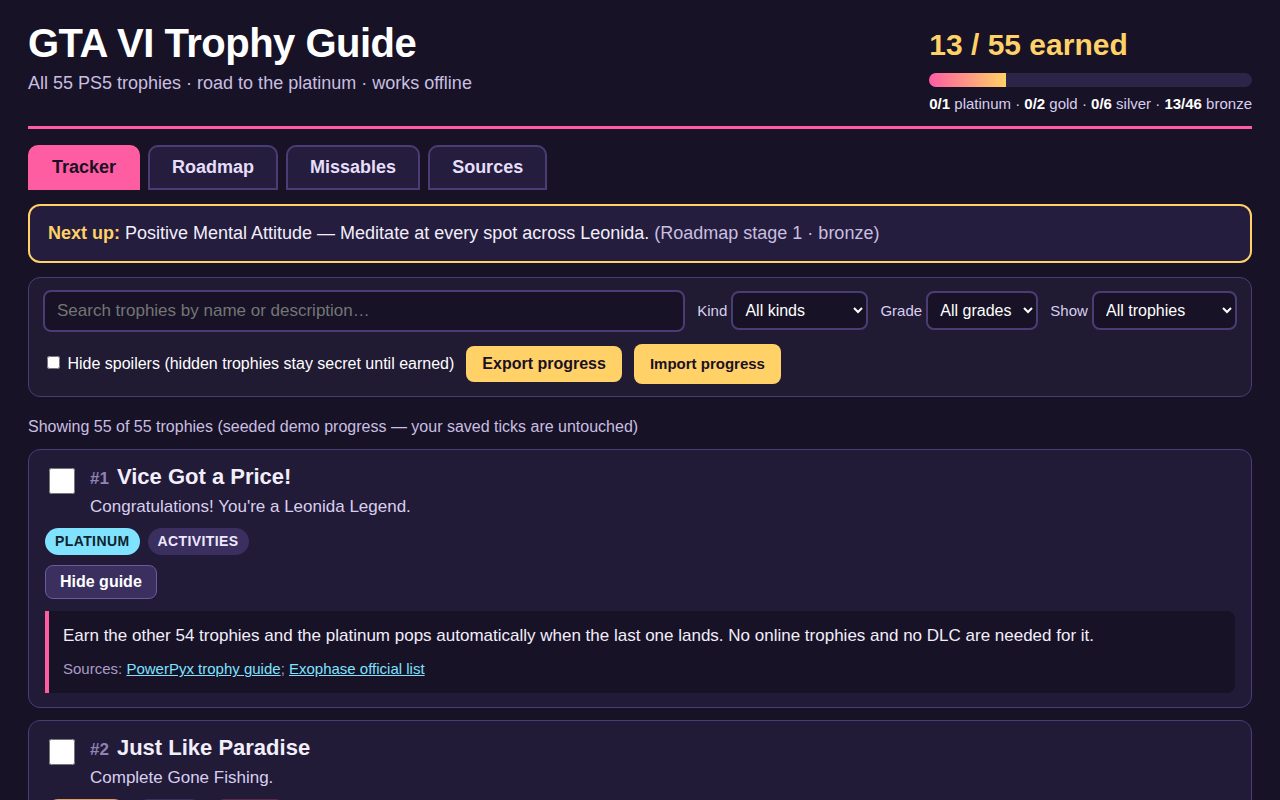 GTA VI Trophy Guide
All 55 PS5 trophies · road to the platinum · works offline
13 / 55 earned
0/1 platinum · 0/2 gold · 0/6 silver · 13/46 bronze
Tracker Roadmap Missables Sources
Next up: Positive Mental Attitude — Meditate at every spot across Leonida. (Roadmap stage 1 · bronze)
Search trophies by name or description… Kind All kinds Grade All grades Show All trophies
Hide spoilers (hidden trophies stay secret until earned) Export progress Import progress
Showing 55 of 55 trophies (seeded demo progress — your saved ticks are untouched)
#1 Vice Got a Price!
Congratulations! You're a Leonida Legend.
PLATINUM ACTIVITIES
Hide guide
Earn the other 54 trophies and the platinum pops automatically when the last one lands. No online trophies and no DLC are needed for it.
Sources: PowerPyx trophy guide; Exophase official list
#2 Just Like Paradise
Complete Gone Fishing.